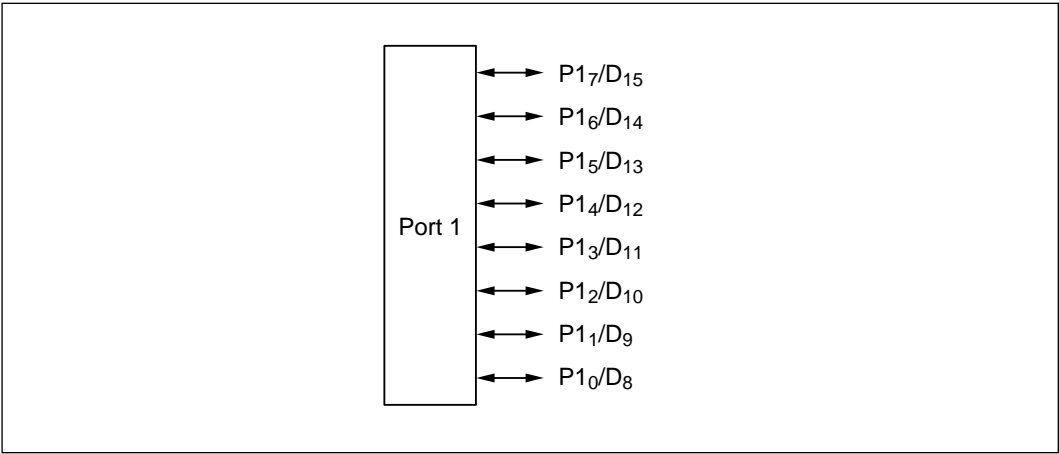 P1₇/D₁₅
P1₆/D₁₄
P1₅/D₁₃
P1₄/D₁₂
Port 1
P1₃/D₁₁
P1₂/D₁₀
P1₁/D₉
P1₀/D₈